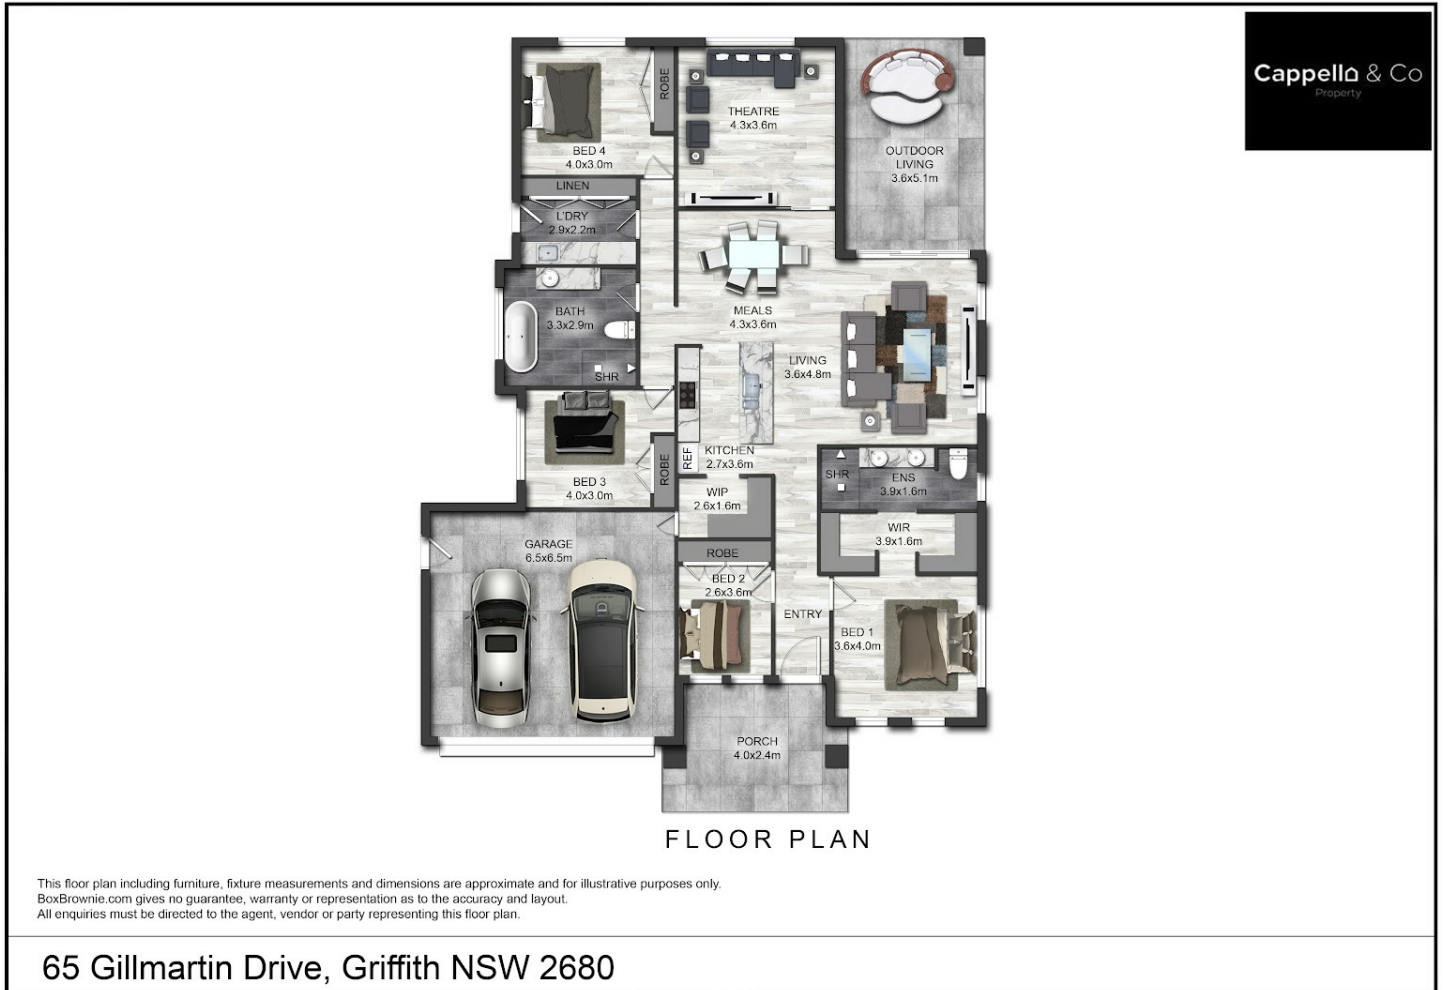 Cappella & Co
Property
ROBE
THEATRE
4.3x3.6m
BED 4
4.0x3.0m
OUTDOOR
LIVING
3.6x5.1m
LINEN
L'DRY
2.9x2.2m
BATH
3.3x2.9m
MEALS
4.3x3.6m
LIVING
3.6x4.8m
SHR
KITCHEN
2.7x3.6m
REF
ROBE
BED 3
4.0x3.0m
WIP
2.6x1.6m
SHR
ENS
3.9x1.6m
WIR
3.9x1.6m
GARAGE
6.5x6.5m
ROBE
BED 2
2.6x3.6m
ENTRY
BED 1
3.6x4.0m
PORCH
4.0x2.4m
FLOOR PLAN
This floor plan including furniture, fixture measurements and dimensions are approximate and for illustrative purposes only.
BoxBrownie.com gives no guarantee, warranty or representation as to the accuracy and layout.
All enquiries must be directed to the agent, vendor or party representing this floor plan.
65 Gillmartin Drive, Griffith NSW 2680